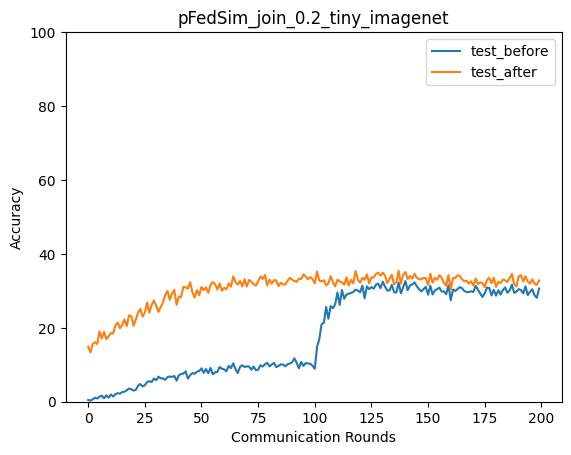 pFedSim_join_0.2_tiny_imagenet
test_before
test_after
Accuracy
100
80
60
40
20
0
0 25 50 75 100 125 150 175 200
Communication Rounds